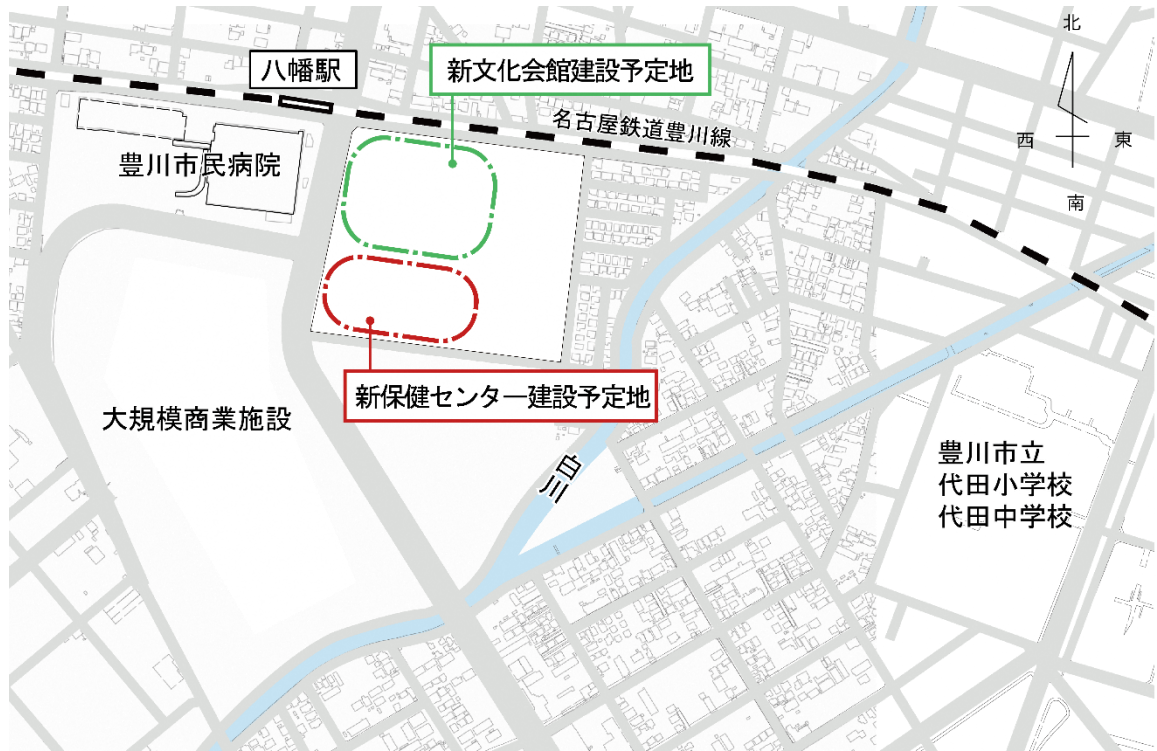 北
八幡駅
新文化会館建設予定地
名古屋鉄道豊川線
西
東
豊川市民病院
南
新保健センター建設予定地
大規模商業施設
白川
豊川市立
代田小学校
代田中学校